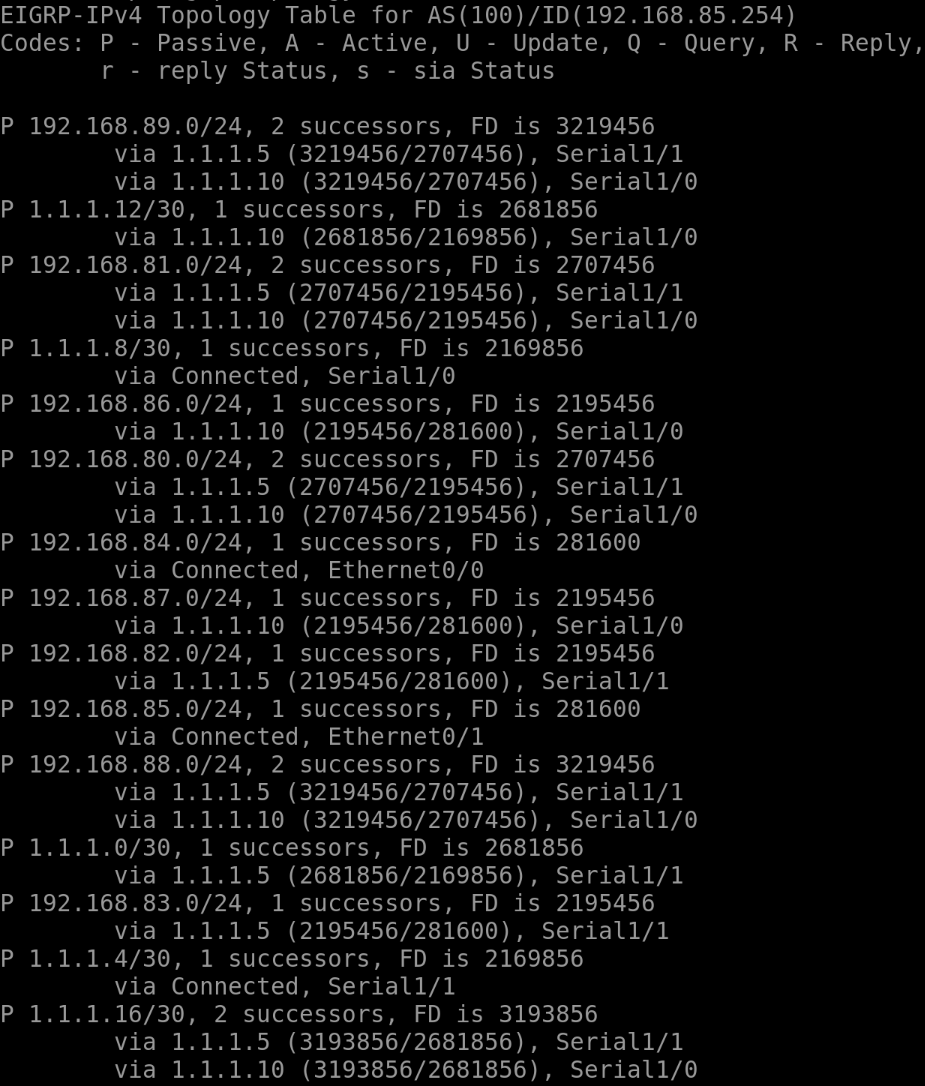 EIGRP-IPv4 Topology Table for AS(100)/ID(192.168.85.254)
Codes: P - Passive, A - Active, U - Update, Q - Query, R - Reply,
       r - reply Status, s - sia Status

P 192.168.89.0/24, 2 successors, FD is 3219456
        via 1.1.1.5 (3219456/2707456), Serial1/1
        via 1.1.1.10 (3219456/2707456), Serial1/0
P 1.1.1.12/30, 1 successors, FD is 2681856
        via 1.1.1.10 (2681856/2169856), Serial1/0
P 192.168.81.0/24, 2 successors, FD is 2707456
        via 1.1.1.5 (2707456/2195456), Serial1/1
        via 1.1.1.10 (2707456/2195456), Serial1/0
P 1.1.1.8/30, 1 successors, FD is 2169856
        via Connected, Serial1/0
P 192.168.86.0/24, 1 successors, FD is 2195456
        via 1.1.1.10 (2195456/281600), Serial1/0
P 192.168.80.0/24, 2 successors, FD is 2707456
        via 1.1.1.5 (2707456/2195456), Serial1/1
        via 1.1.1.10 (2707456/2195456), Serial1/0
P 192.168.84.0/24, 1 successors, FD is 281600
        via Connected, Ethernet0/0
P 192.168.87.0/24, 1 successors, FD is 2195456
        via 1.1.1.10 (2195456/281600), Serial1/0
P 192.168.82.0/24, 1 successors, FD is 2195456
        via 1.1.1.5 (2195456/281600), Serial1/1
P 192.168.85.0/24, 1 successors, FD is 281600
        via Connected, Ethernet0/1
P 192.168.88.0/24, 2 successors, FD is 3219456
        via 1.1.1.5 (3219456/2707456), Serial1/1
        via 1.1.1.10 (3219456/2707456), Serial1/0
P 1.1.1.0/30, 1 successors, FD is 2681856
        via 1.1.1.5 (2681856/2169856), Serial1/1
P 192.168.83.0/24, 1 successors, FD is 2195456
        via 1.1.1.5 (2195456/281600), Serial1/1
P 1.1.1.4/30, 1 successors, FD is 2169856
        via Connected, Serial1/1
P 1.1.1.16/30, 2 successors, FD is 3193856
        via 1.1.1.5 (3193856/2681856), Serial1/1
        via 1.1.1.10 (3193856/2681856), Serial1/0